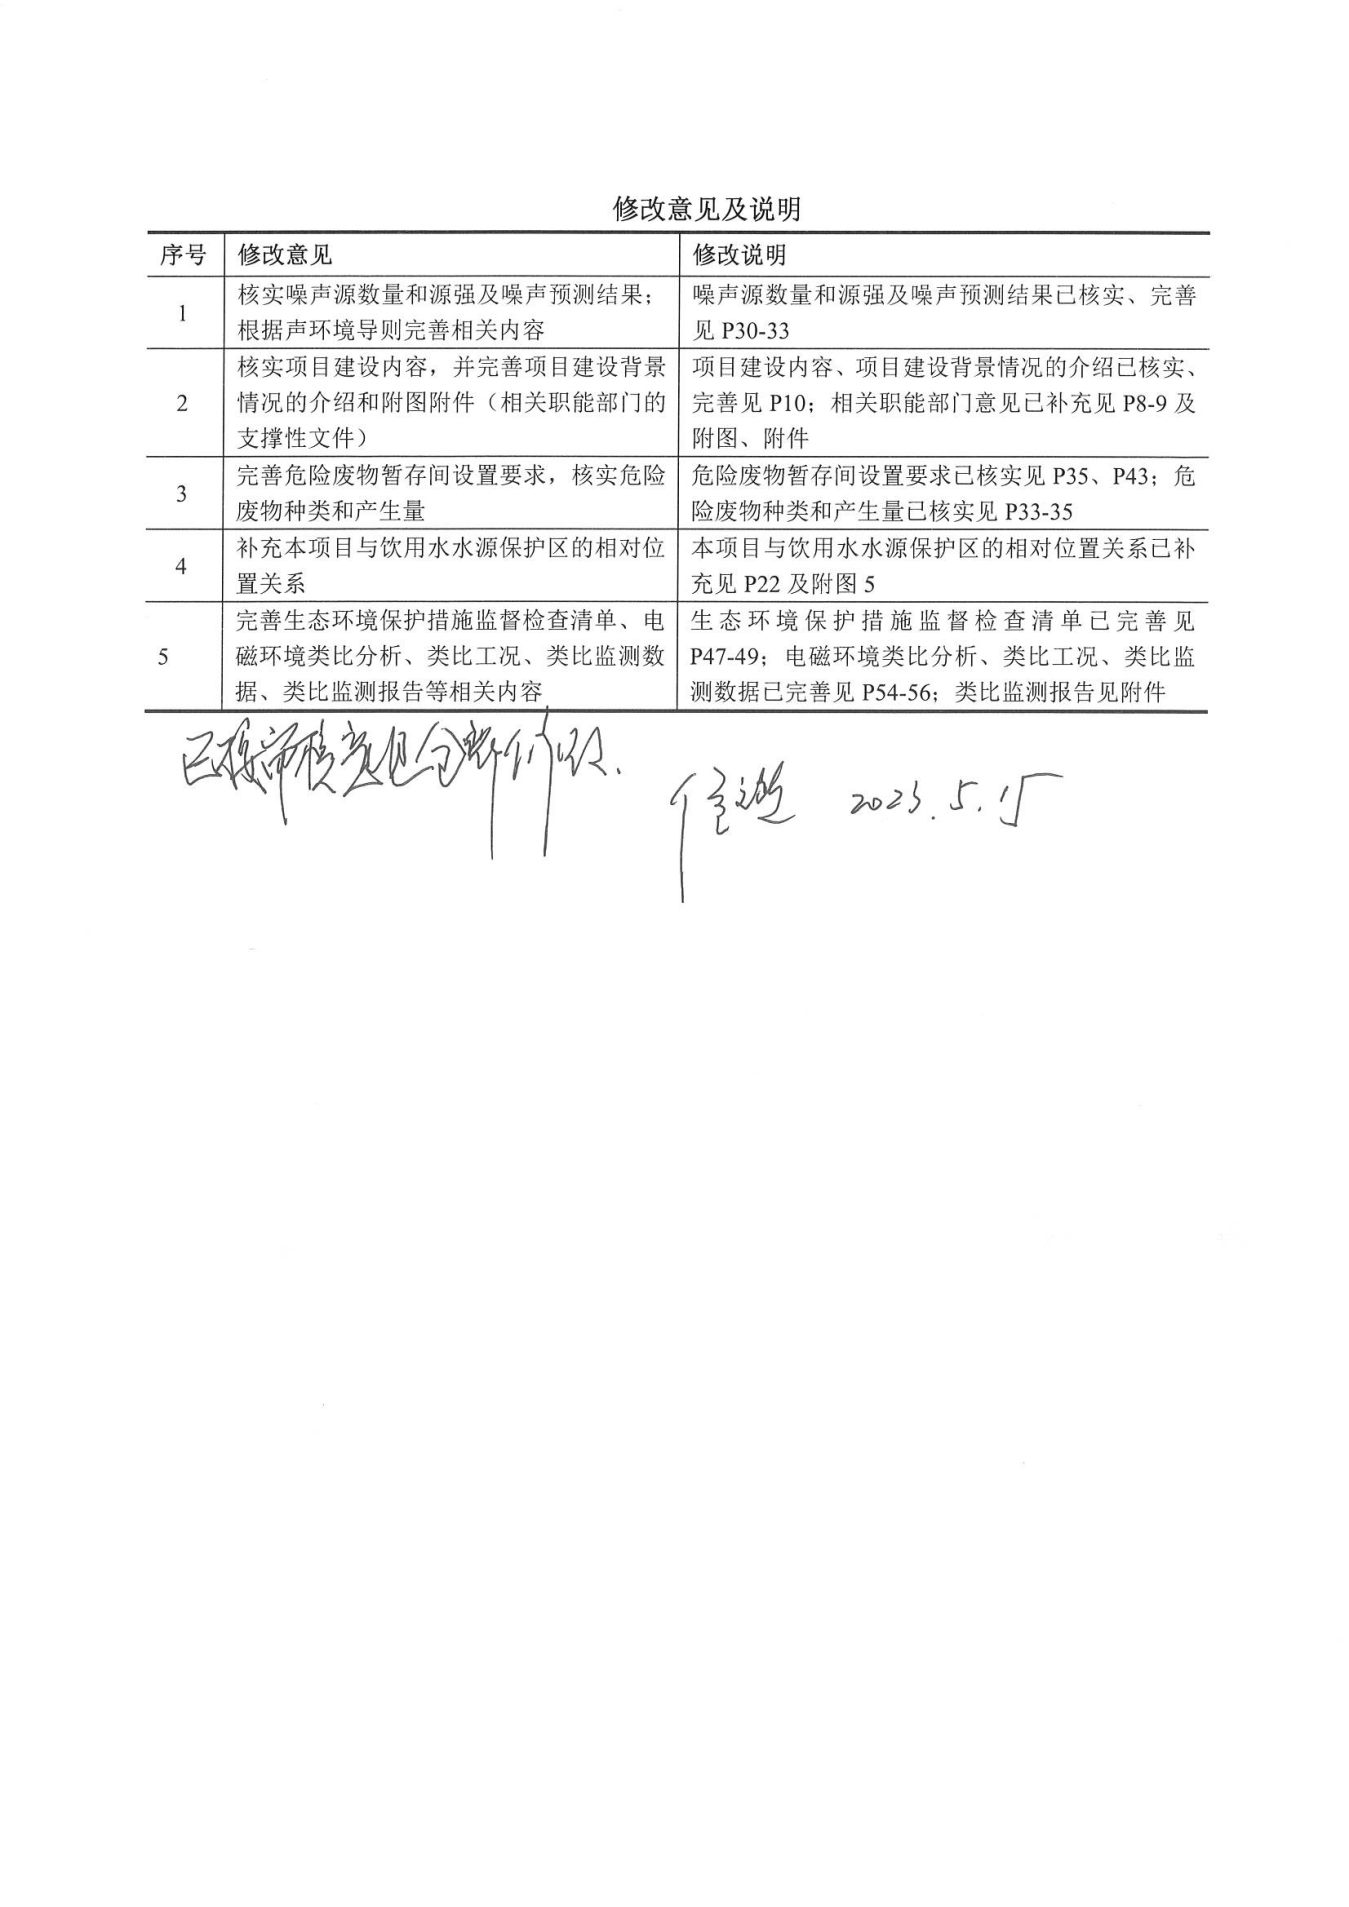 修改意见及说明
序号 修改意见 修改说明
1
核实噪声源数量和源强及噪声预测结果；
根据声环境导则完善相关内容
噪声源数量和源强及噪声预测结果已核实、完善
见 P30-33
2
核实项目建设内容，并完善项目建设背景
情况的介绍和附图附件（相关职能部门的
支撑性文件）
项目建设内容、项目建设背景情况的介绍已核实、
完善见 P10；相关职能部门意见已补充见 P8-9 及
附图、附件
3
完善危险废物暂存间设置要求，核实危险
废物种类和产生量
危险废物暂存间设置要求已核实见 P35、P43；危
险废物种类和产生量已核实见 P33-35
4
补充本项目与饮用水水源保护区的相对位
置关系
本项目与饮用水水源保护区的相对位置关系已补
充见 P22 及附图 5
5
完善生态环境保护措施监督检查清单、电
磁环境类比分析、类比工况、类比监测数
据、类比监测报告等相关内容
生态环境保护措施监督检查清单已完善见
P47-49；电磁环境类比分析、类比工况、类比监
测数据已完善见 P54-56；类比监测报告见附件
已按审核意见全部修改.
2023.5.15